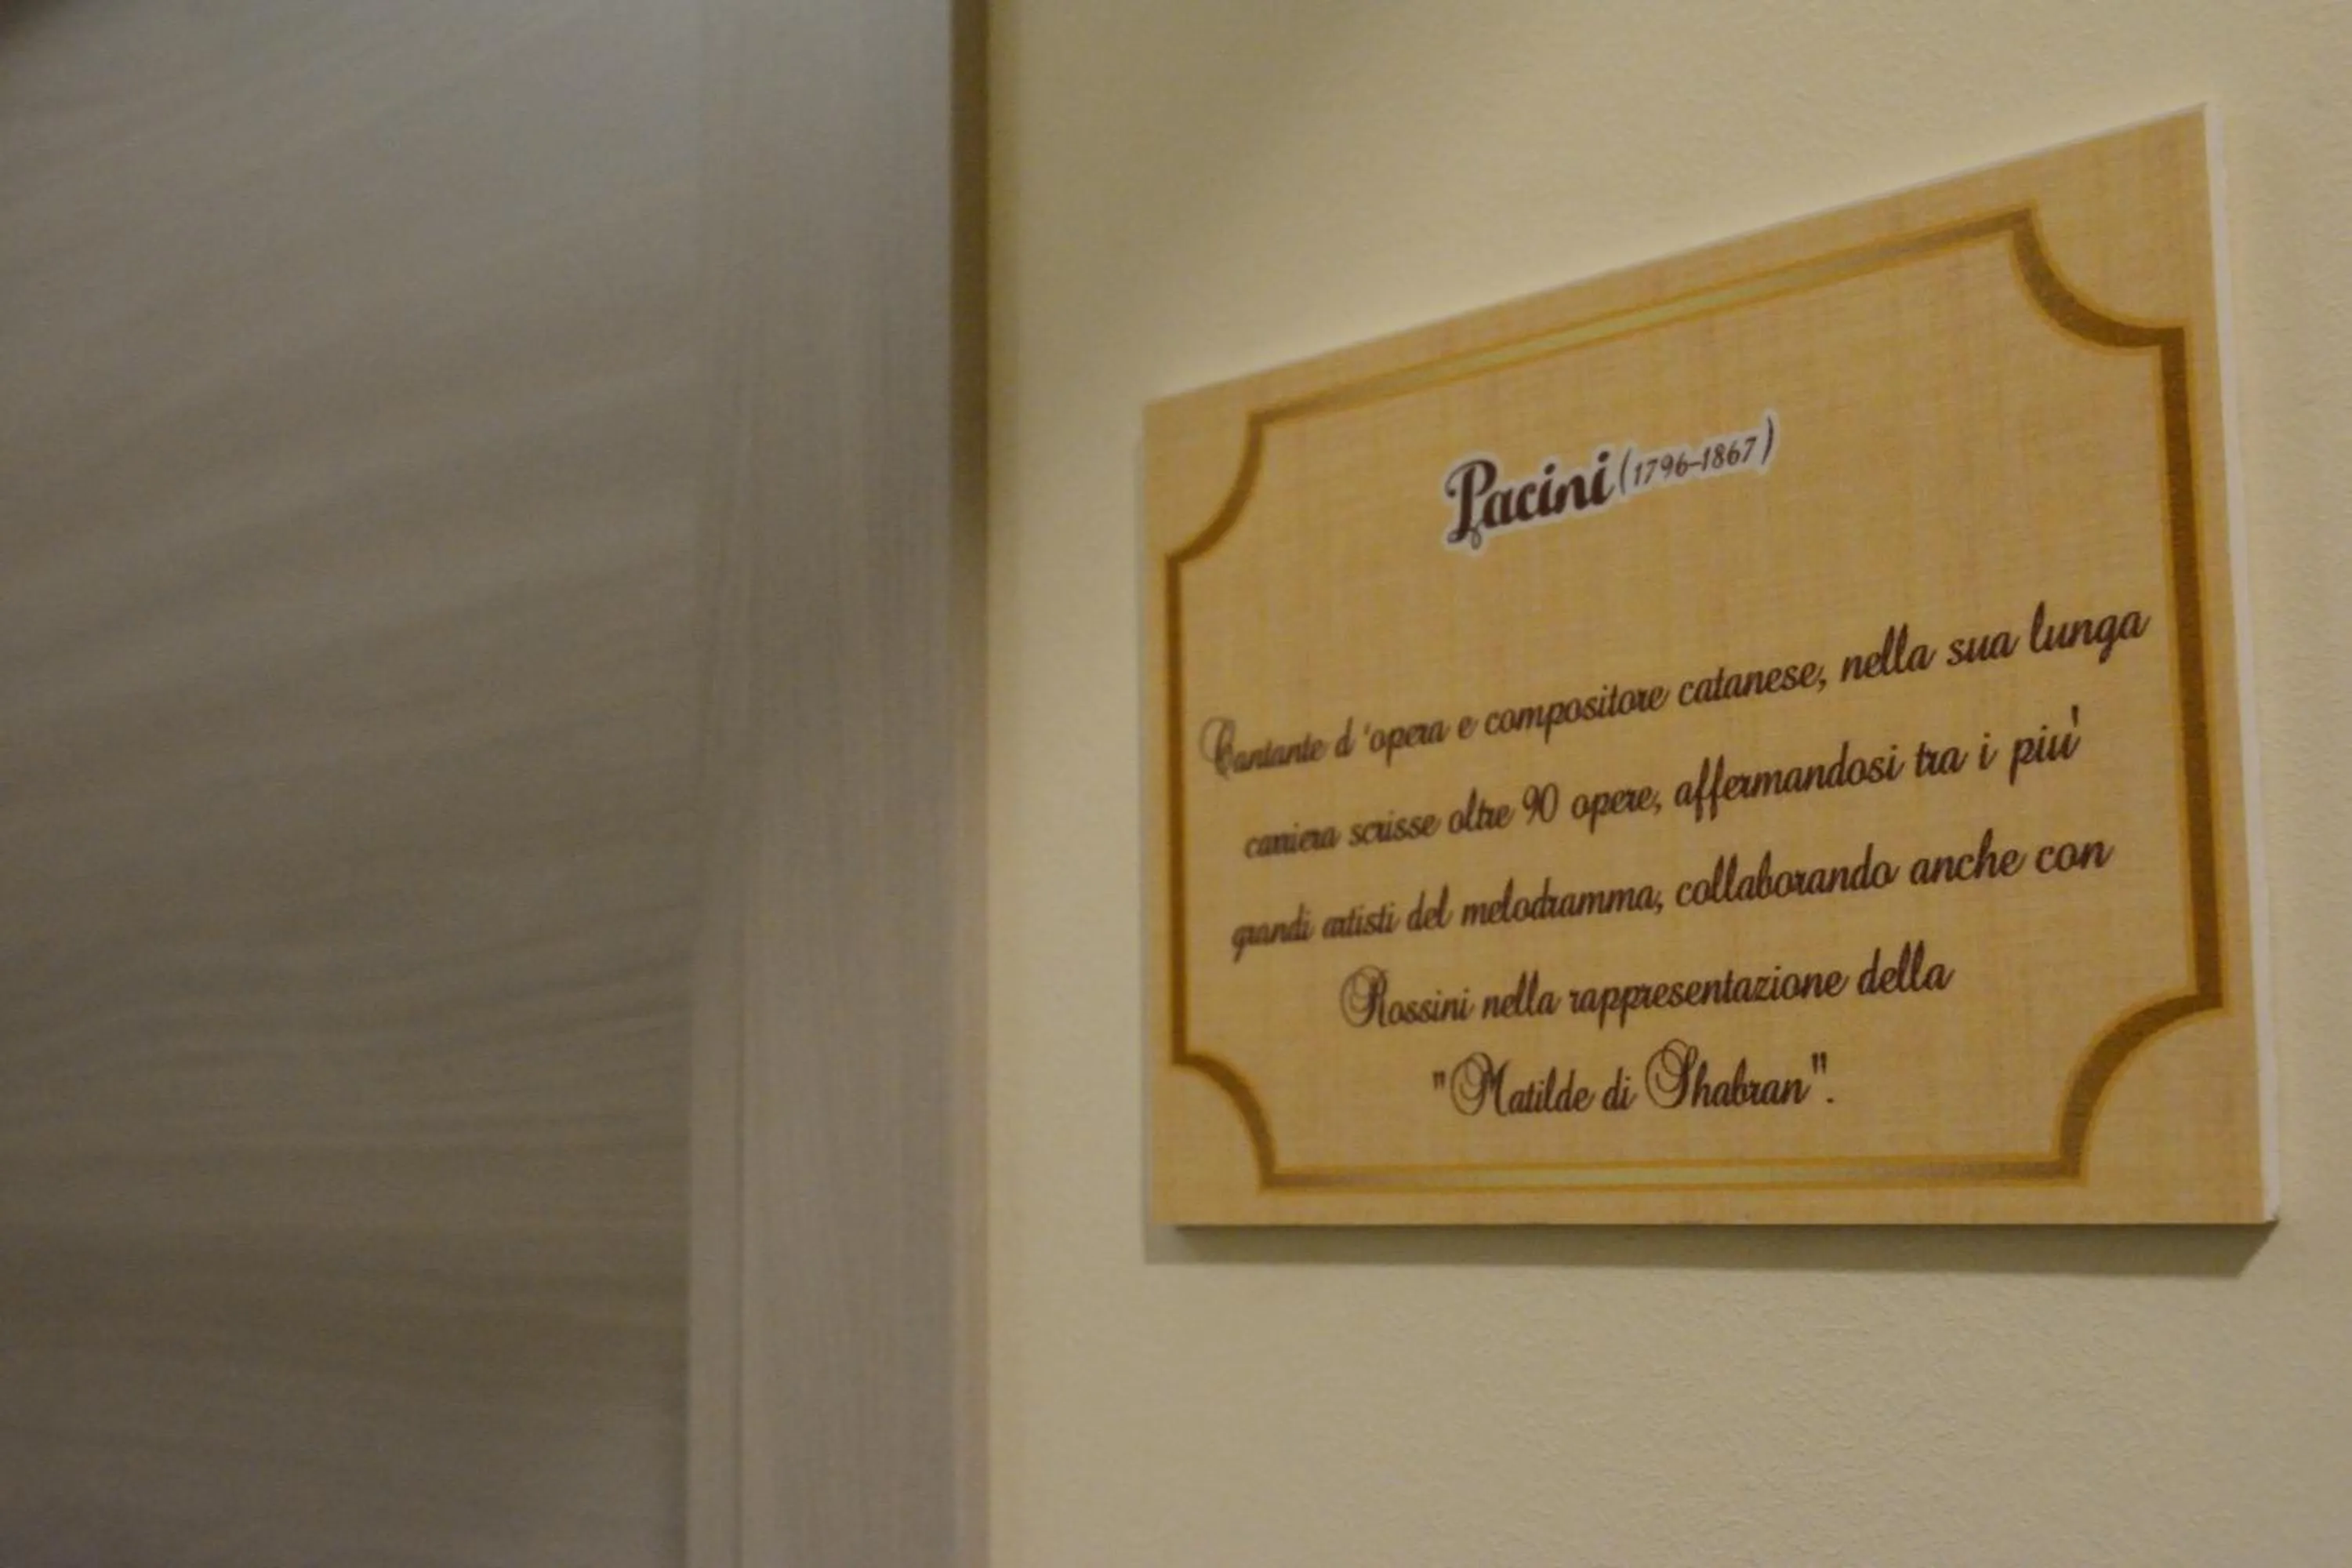 Pacini (1796-1867)
Cantante d 'opera e compositore catanese, nella sua lunga
carriera scrisse oltre 90 opere, affermandosi tra i piu'
grandi artisti del melodramma, collaborando anche con
Rossini nella rappresentazione della
"Matilde di Shabran".